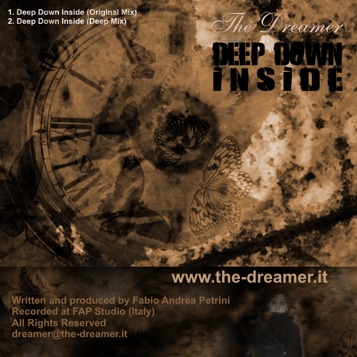 1. Deep Down Inside (Original Mix)
2. Deep Down Inside (Deep Mix)
The Dreamer
DEEP DOWN
INSIDE
www.the-dreamer.it
Written and produced by Fabio Andrea Petrini
Recorded at FAP Studio (Italy)
All Rights Reserved
dreamer@the-dreamer.it